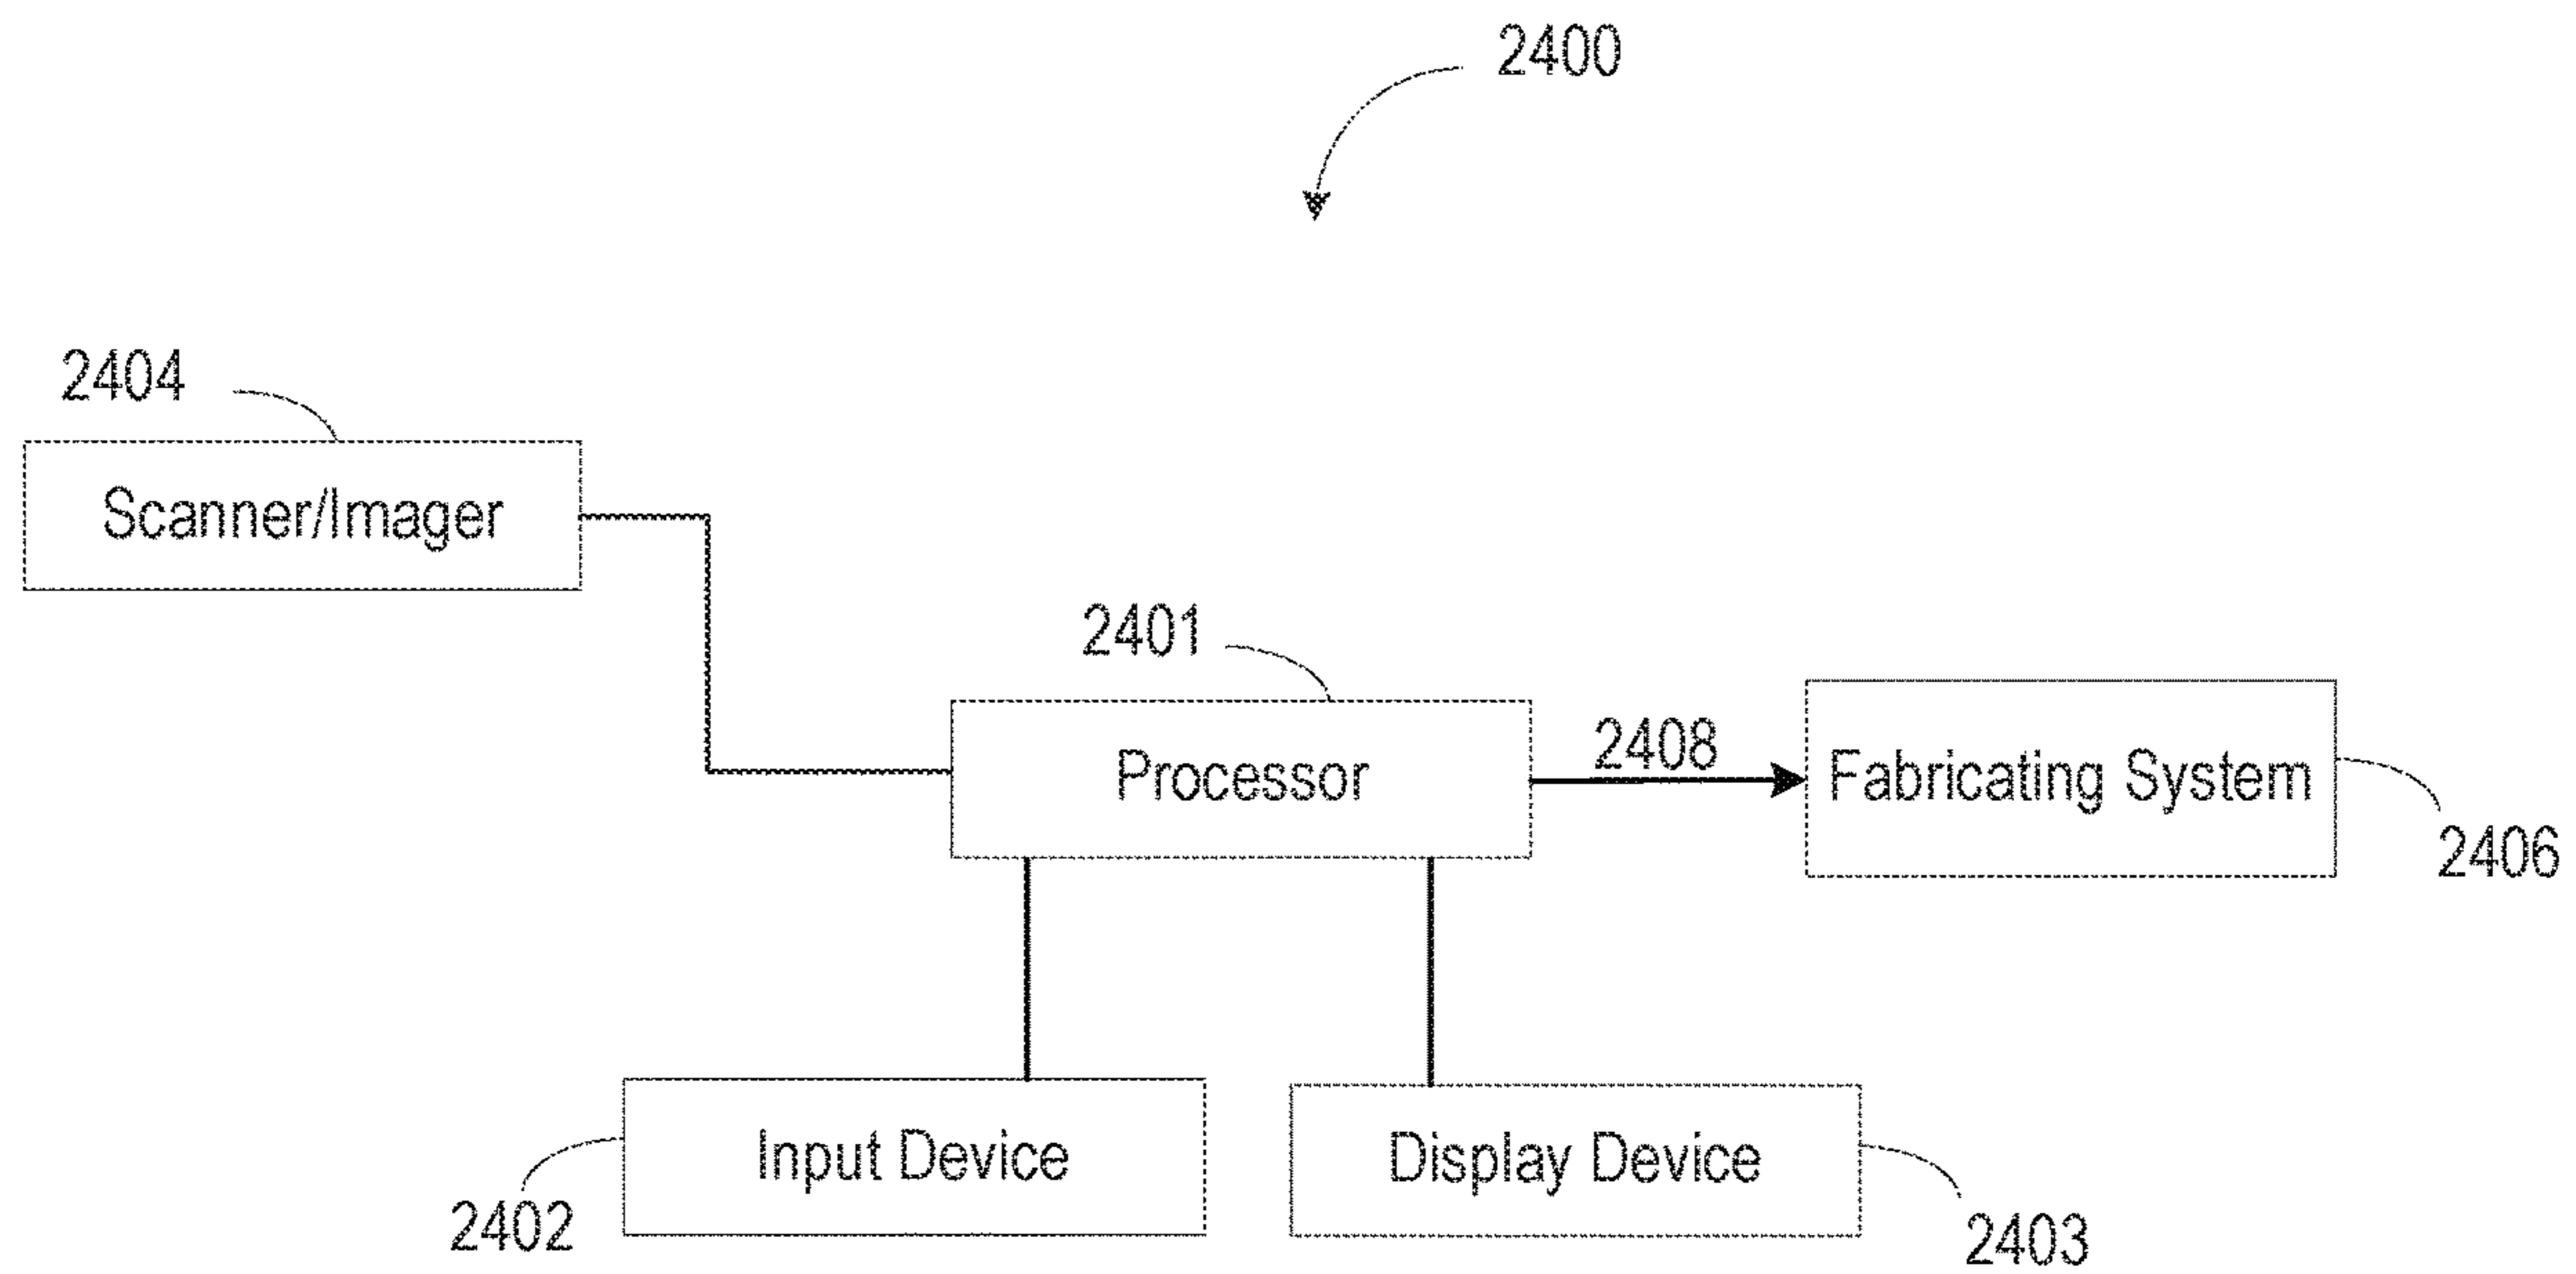 2400
2404
Scanner/Imager
2401
Processor
2408
Fabricating System
2406
Input Device
2402
Display Device
2403